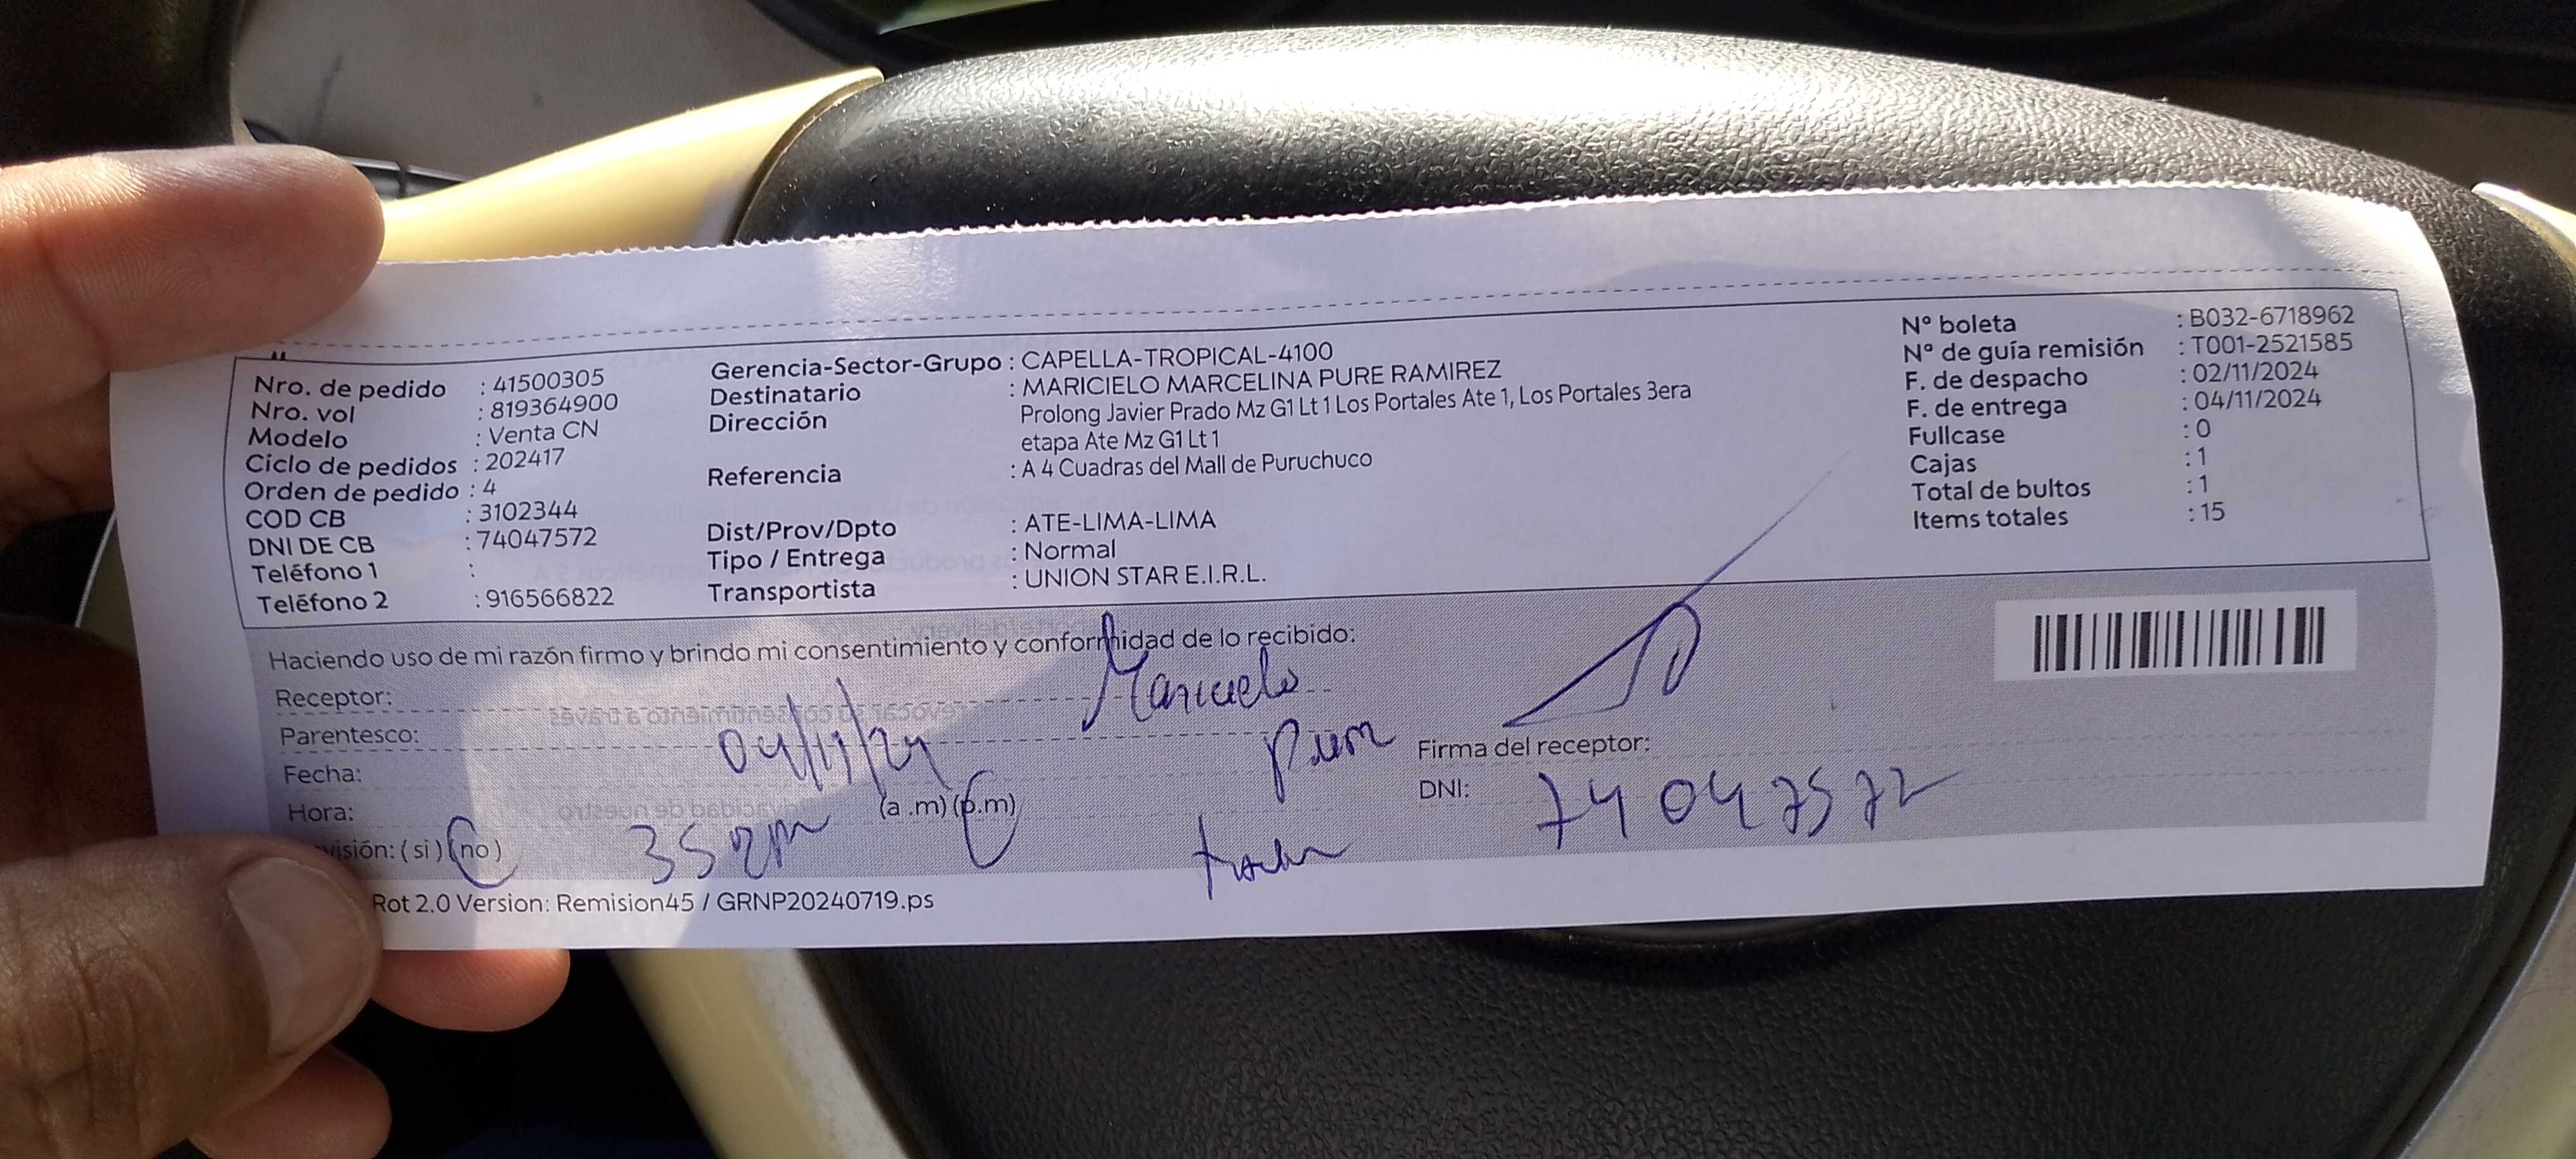 Nro. de pedido : 41500305
Nro. vol : 819364900
Modelo : Venta CN
Ciclo de pedidos : 202417
Orden de pedido : 4
COD CB : 3102344
DNI DE CB : 74047572
Teléfono 1 :
Teléfono 2 : 916566822
Gerencia-Sector-Grupo : CAPELLA-TROPICAL-4100
Destinatario : MARICIELO MARCELINA PURE RAMIREZ
Dirección Prolong Javier Prado Mz G1 Lt 1 Los Portales Ate 1, Los Portales 3era
etapa Ate Mz G1 Lt 1
Referencia : A 4 Cuadras del Mall de Puruchuco
Dist/Prov/Dpto : ATE-LIMA-LIMA
Tipo / Entrega : Normal
Transportista : UNION STAR E.I.R.L.
N° boleta : B032-6718962
N° de guía remisión : T001-2521585
F. de despacho : 02/11/2024
F. de entrega : 04/11/2024
Fullcase : 0
Cajas : 1
Total de bultos : 1
Items totales : 15
Haciendo uso de mi razón firmo y brindo mi consentimiento y conformidad de lo recibido:
Receptor: Maricielo
Parentesco:
Fecha: 04/11/24
Hora: (a .m) (p.m)
visión: ( si ) (no )
Firma del receptor:
DNI: 74047572
Rot 2.0 Version: Remision45 / GRNP20240719.ps